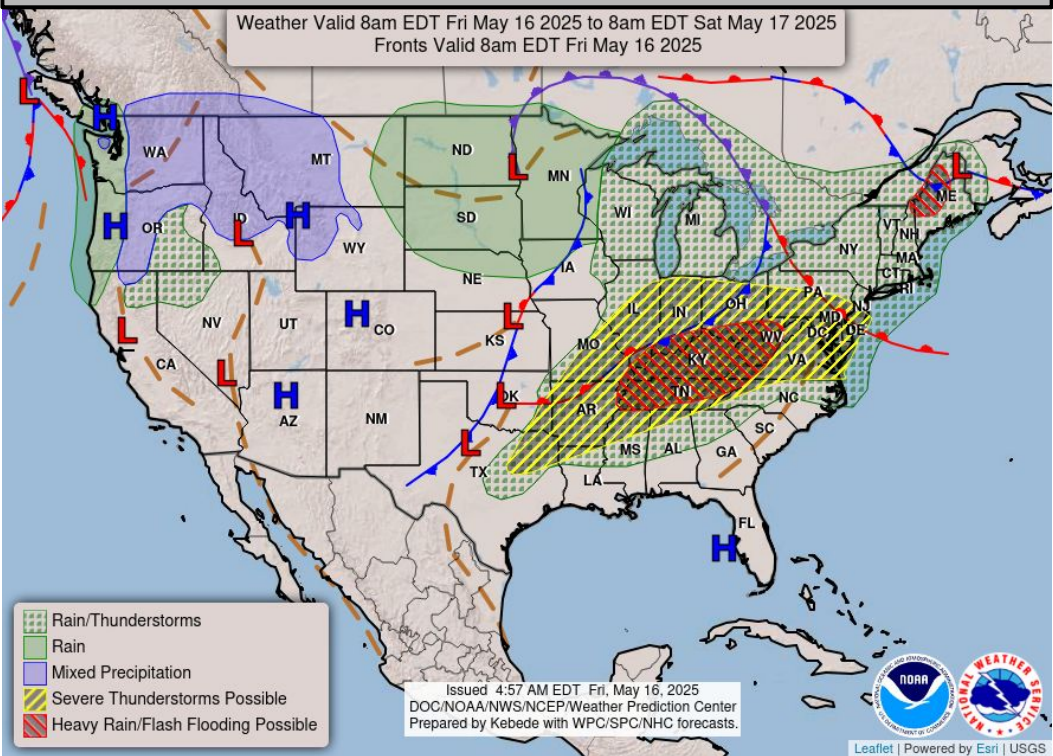 Weather Valid 8am EDT Fri May 16 2025 to 8am EDT Sat May 17 2025
Fronts Valid 8am EDT Fri May 16 2025
L
H
WA
MT
ND
MN
L
L
ME
H
OR
ID
L
H
WY
SD
WI
MI
VT
NH
NY
MA
CT
RI
NE
IA
PA
NJ
L
NV
UT
H
CO
L
KS
IL
IN
OH
MD
DC
DE
MO
WV
VA
KY
CA
L
H
AZ
NM
L
OK
AR
TN
NC
SC
L
TX
MS
AL
GA
LA
FL
H
Rain/Thunderstorms
Rain
Mixed Precipitation
Severe Thunderstorms Possible
Heavy Rain/Flash Flooding Possible
Issued 4:57 AM EDT Fri, May 16, 2025
DOC/NOAA/NWS/NCEP/Weather Prediction Center
Prepared by Kebede with WPC/SPC/NHC forecasts.
NOAA
NATIONAL WEATHER SERVICE
Leaflet | Powered by Esri | USGS